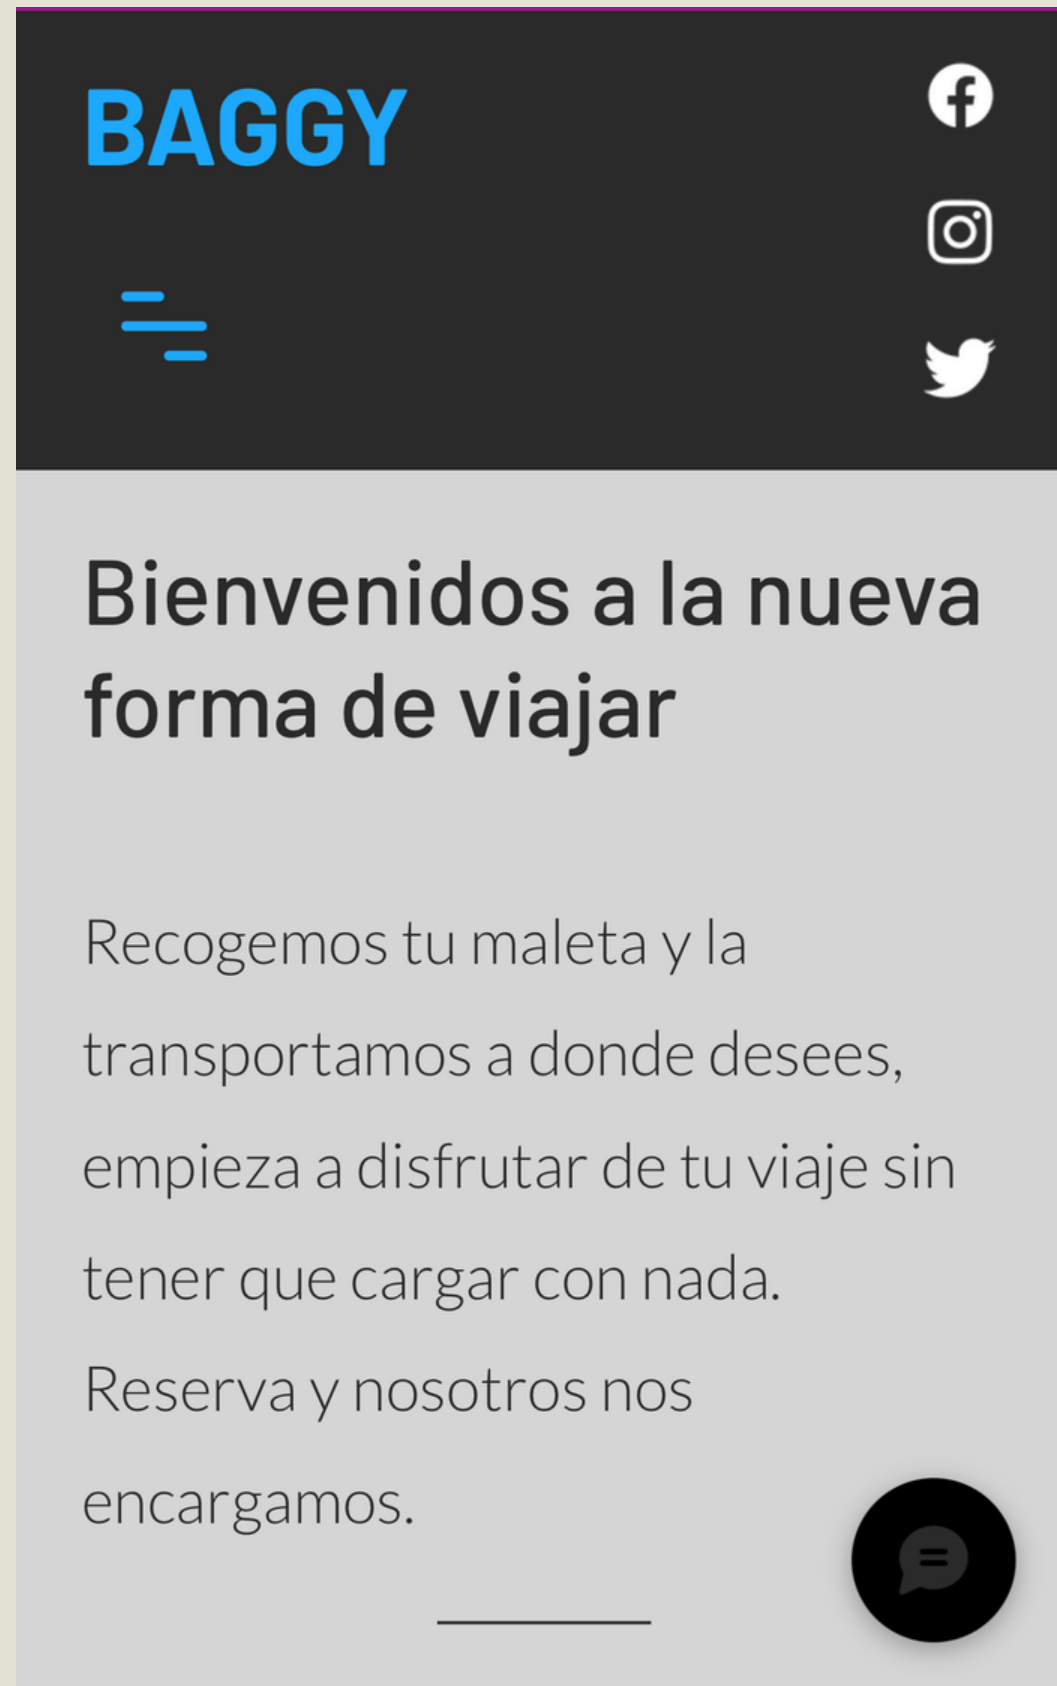 BAGGY
Bienvenidos a la nueva
forma de viajar
Recogemos tu maleta y la
transportamos a donde desees,
empieza a disfrutar de tu viaje sin
tener que cargar con nada.
Reserva y nosotros nos
encargamos.